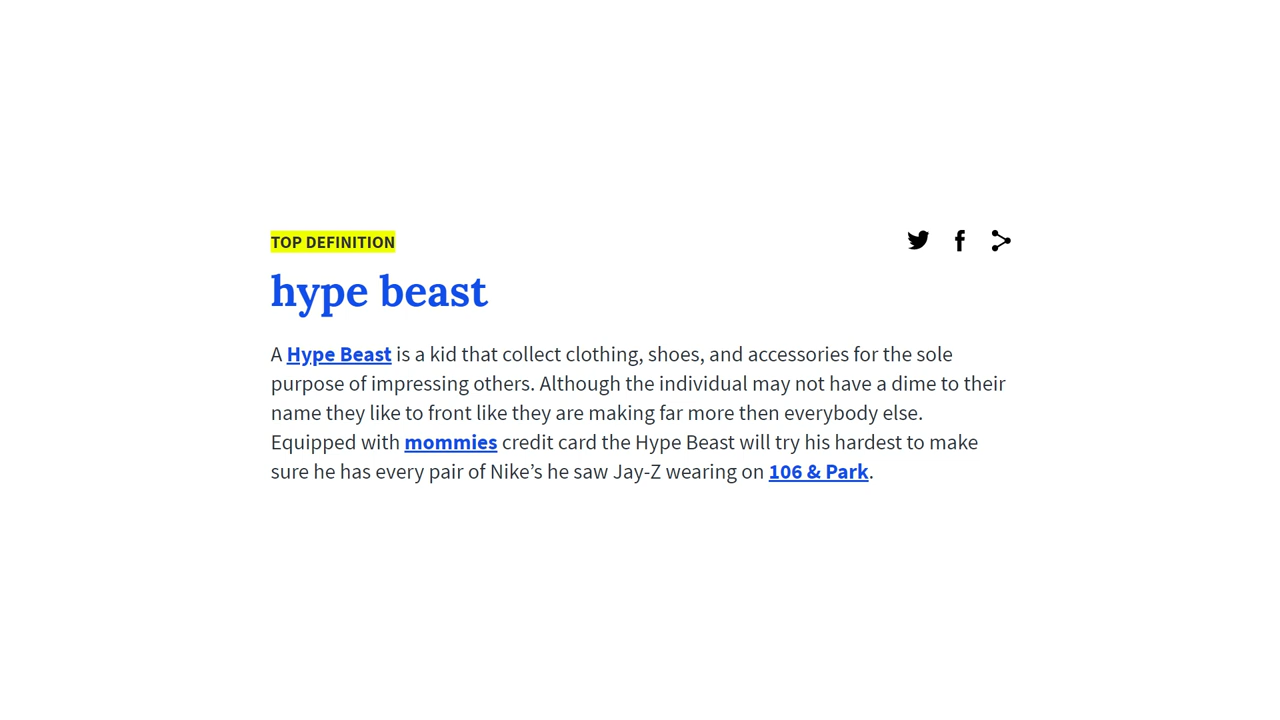 TOP DEFINITION
hype beast
A Hype Beast is a kid that collect clothing, shoes, and accessories for the sole
purpose of impressing others. Although the individual may not have a dime to their
name they like to front like they are making far more then everybody else.
Equipped with mommies credit card the Hype Beast will try his hardest to make
sure he has every pair of Nike’s he saw Jay-Z wearing on 106 & Park.